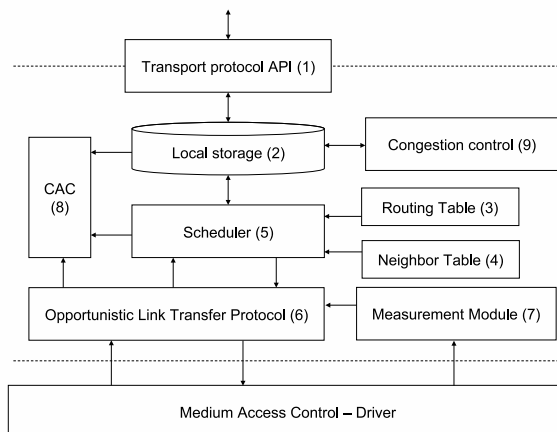 Transport protocol API (1)
Local storage (2)
Congestion control (9)
CAC
(8)
Routing Table (3)
Scheduler (5)
Neighbor Table (4)
Opportunistic Link Transfer Protocol (6)
Measurement Module (7)
Medium Access Control – Driver